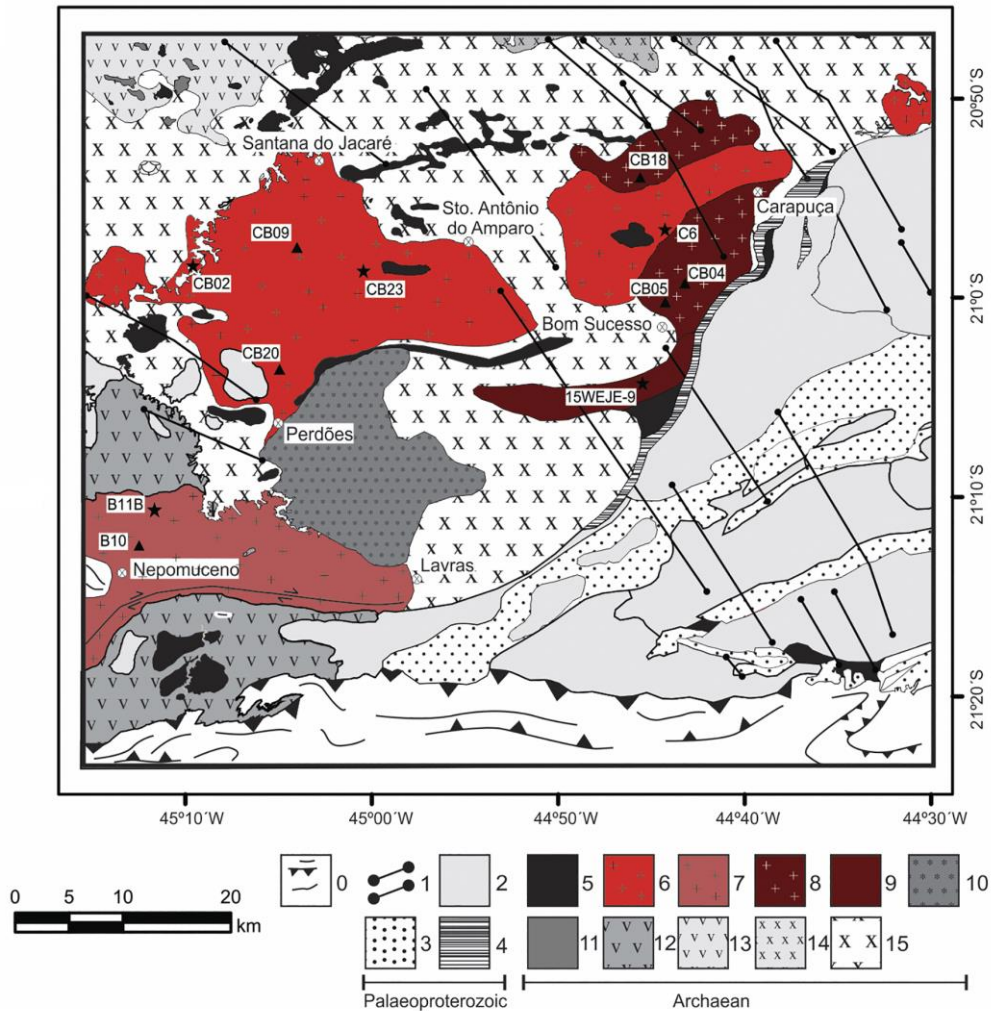 Santana do Jacaré
CB18
Sto. Antônio
do Amparo
Carapuça
CB09
C6
CB02
CB23
CB04
CB05
Bom Sucesso
CB20
15WEJE-9
Perdões
B11B
B10
Nepomuceno
Lavras
20°50'S
21°0'S
21°10'S
21°20'S
45°10´W
45°00´W
44°50´W
44°40´W
44°30´W
0
5
10
20
km
0
1
2
5
6
7
8
9
10
3
4
11
12
13
14
15
Palaeoproterozoic
Archaean